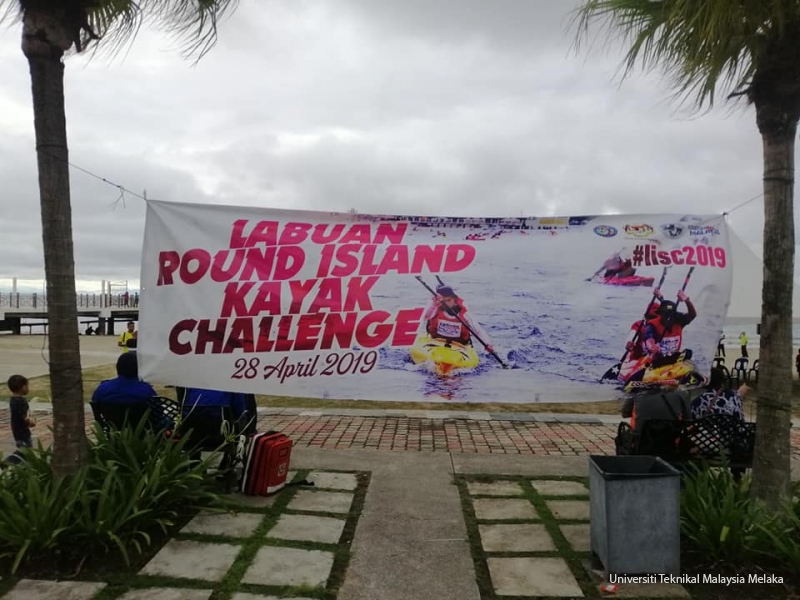 LABUAN
ROUND ISLAND
KAYAK
CHALLENGE
28 April 2019
#lisc2019
Universiti Teknikal Malaysia Melaka